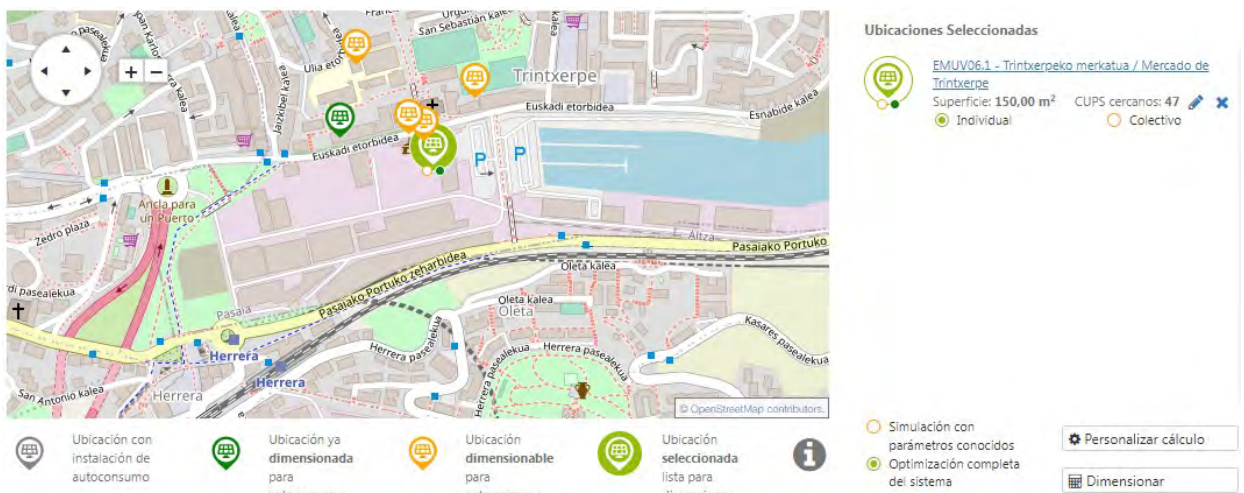 Ulia etorb
San Sebastián kale
kalea
Jaizkibel kalea
Trintxerpe
Euskadi etorbidea
Esnabide kalea
Euskadi etorbidea
P
P
Ancla para
un Puerto
Zedro plaza
E- Altza
Pasaiako Portuko
Oleta kalea
Pasaiako Portuko zeharbidea
Pasaia
Oleta kalea
Oleta
Kasares pasealekua
Herrera
Herrera pasealekua
Herrera pasealekua
Herrera pasealekua
Herrera
San Antonio kalea
Herrera
© OpenStreetMap contributors.
Ubicación con
instalación de
autoconsumo
Ubicación ya
dimensionada
para
Ubicación
dimensionable
para
Ubicación
seleccionada
lista para
Ubicaciones Seleccionadas
EMUV06.1 - Trintxerpeko merkatua / Mercado de
Trintxerpe
Superficie: 150,00 m² CUPS cercanos: 47
Individual Colectivo
Simulación con
parámetros conocidos
Optimización completa
del sistema
Personalizar cálculo
Dimensionar